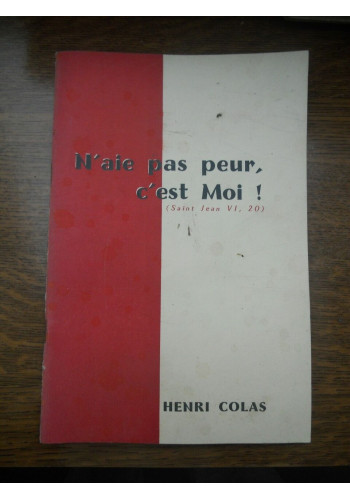 N'aie pas peur,
c'est Moi !
(Saint Jean VI, 20)
HENRI COLAS